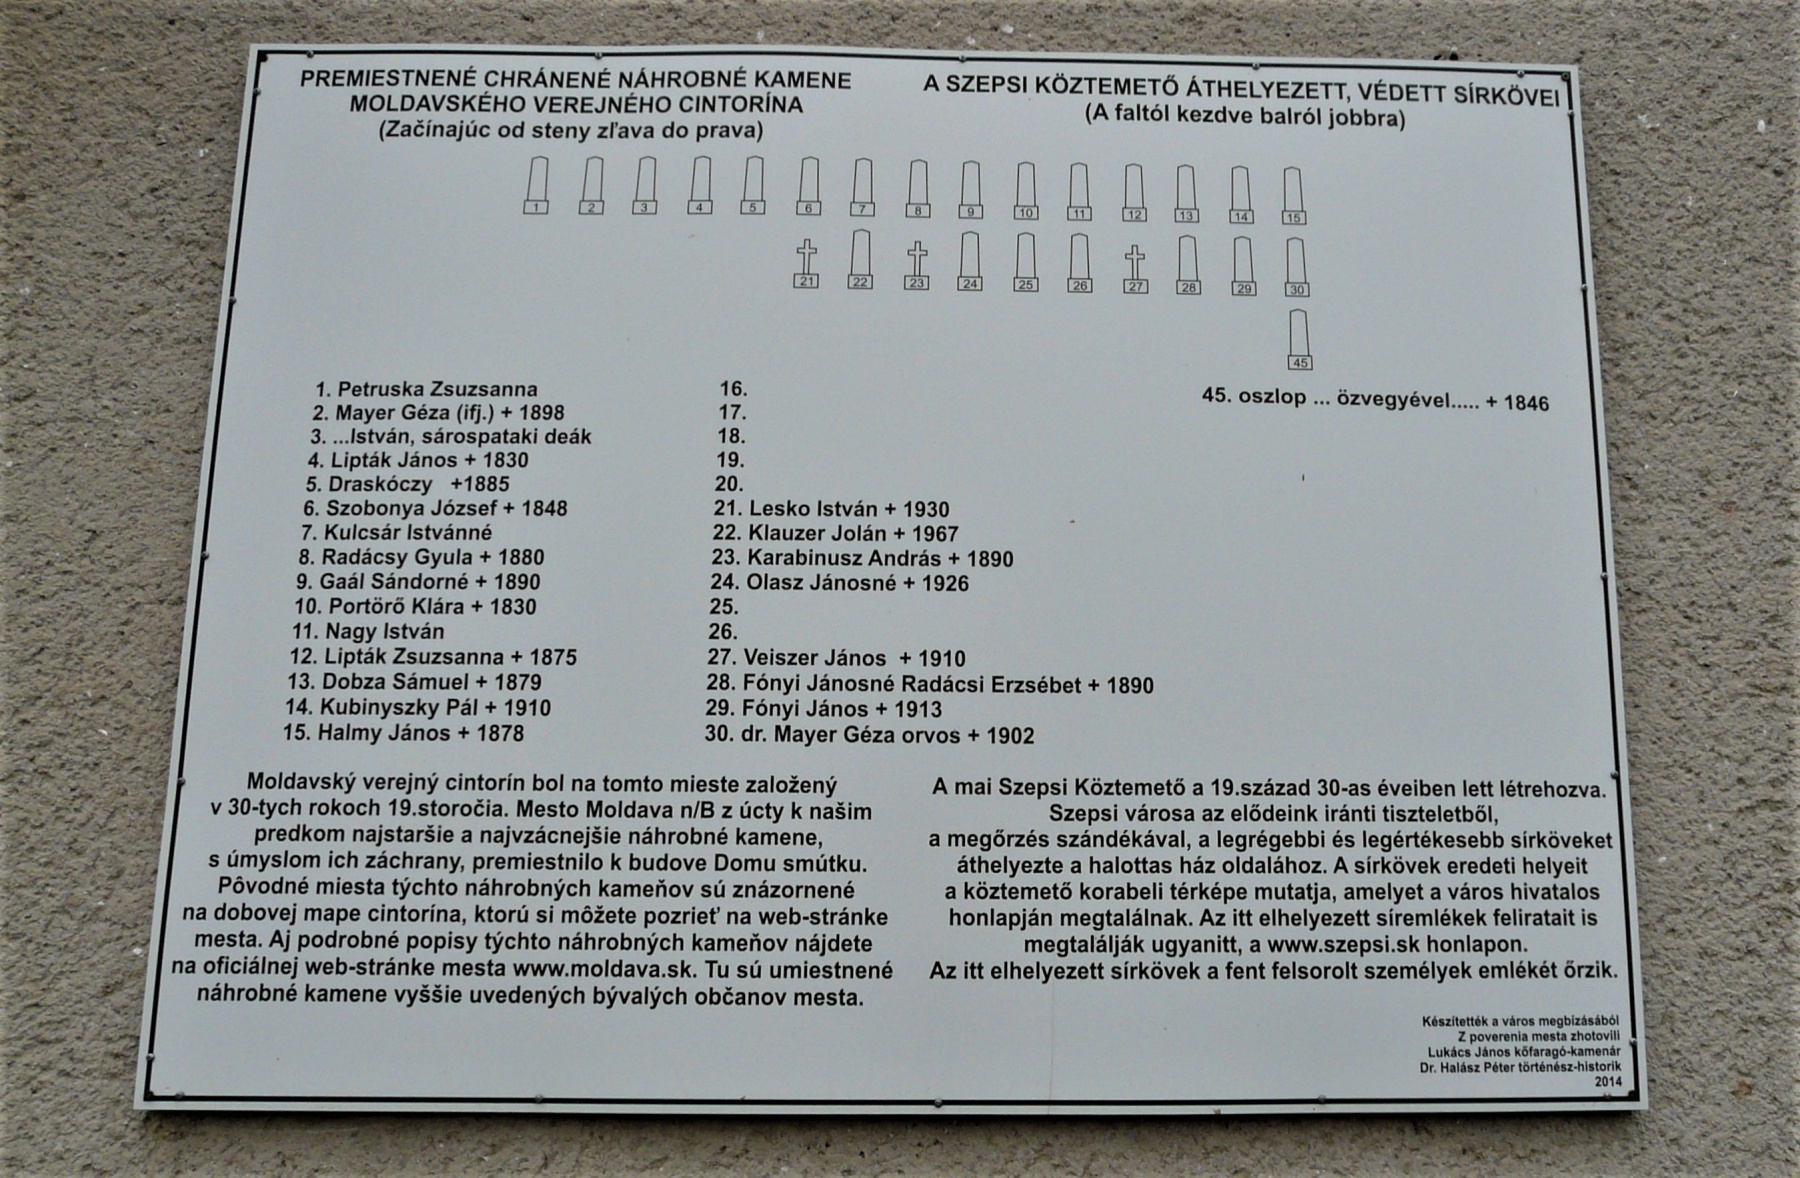 PREMIESTNENÉ CHRÁNENÉ NÁHROBNÉ KAMENE
MOLDAVSKÉHO VEREJNÉHO CINTORÍNA
(Začínajúc od steny zľava do prava)
A SZEPSI KÖZTEMETŐ ÁTHELYEZETT, VÉDETT SÍRKÖVEI
(A faltól kezdve balról jobbra)
1 2 3 4 5 6 7 8 9 10 11 12 13 14 15
21 22 23 24 25 26 27 28 29 30
45
1. Petruska Zsuzsanna
2. Mayer Géza (ifj.) + 1898
3. ...István, sárospataki deák
4. Lipták János + 1830
5. Draskóczy +1885
6. Szobonya József + 1848
7. Kulcsár Istvánné
8. Radácsy Gyula + 1880
9. Gaál Sándorné + 1890
10. Portörő Klára + 1830
11. Nagy István
12. Lipták Zsuzsanna + 1875
13. Dobza Sámuel + 1879
14. Kubinyszky Pál + 1910
15. Halmy János + 1878
16.
17.
18.
19.
20.
21. Lesko István + 1930
22. Klauzer Jolán + 1967
23. Karabinusz András + 1890
24. Olasz Jánosné + 1926
25.
26.
27. Veiszer János + 1910
28. Fónyi Jánosné Radácsi Erzsébet + 1890
29. Fónyi János + 1913
30. dr. Mayer Géza orvos + 1902
45. oszlop ... özvegyével..... + 1846
Moldavský verejný cintorín bol na tomto mieste založený
v 30-tych rokoch 19.storočia. Mesto Moldava n/B z úcty k našim
predkom najstaršie a najvzácnejšie náhrobné kamene,
s úmyslom ich záchrany, premiestnilo k budove Domu smútku.
Pôvodné miesta týchto náhrobných kameňov sú znázornené
na dobovej mape cintorína, ktorú si môžete pozrieť na web-stránke
mesta. Aj podrobné popisy týchto náhrobných kameňov nájdete
na oficiálnej web-stránke mesta www.moldava.sk. Tu sú umiestnené
náhrobné kamene vyššie uvedených bývalých občanov mesta.
A mai Szepsi Köztemető a 19.század 30-as éveiben lett létrehozva.
Szepsi városa az elődeink iránti tiszteletből,
a megőrzés szándékával, a legrégebbi és legértékesebb sírköveket
áthelyezte a halottas ház oldalához. A sírkövek eredeti helyeit
a köztemető korabeli térképe mutatja, amelyet a város hivatalos
honlapján megtalálnak. Az itt elhelyezett síremlékek feliratait is
megtalálják ugyanitt, a www.szepsi.sk honlapon.
Az itt elhelyezett sírkövek a fent felsorolt személyek emlékét őrzik.
Készítették a város megbízásából
Z poverenia mesta zhotovili
Lukács János kőfaragó-kamenár
Dr. Halász Péter történész-historik
2014